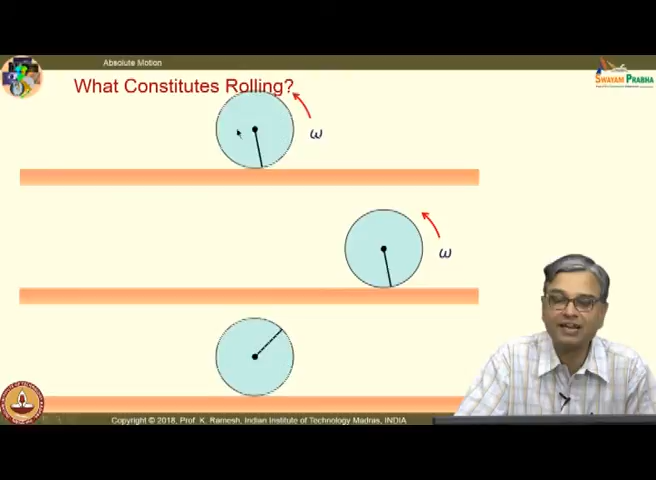 Absolute Motion
What Constitutes Rolling?
SWAYAM PRABHA
ω
ω
Copyright © 2018, Prof. K. Ramesh, Indian Institute of Technology Madras, INDIA